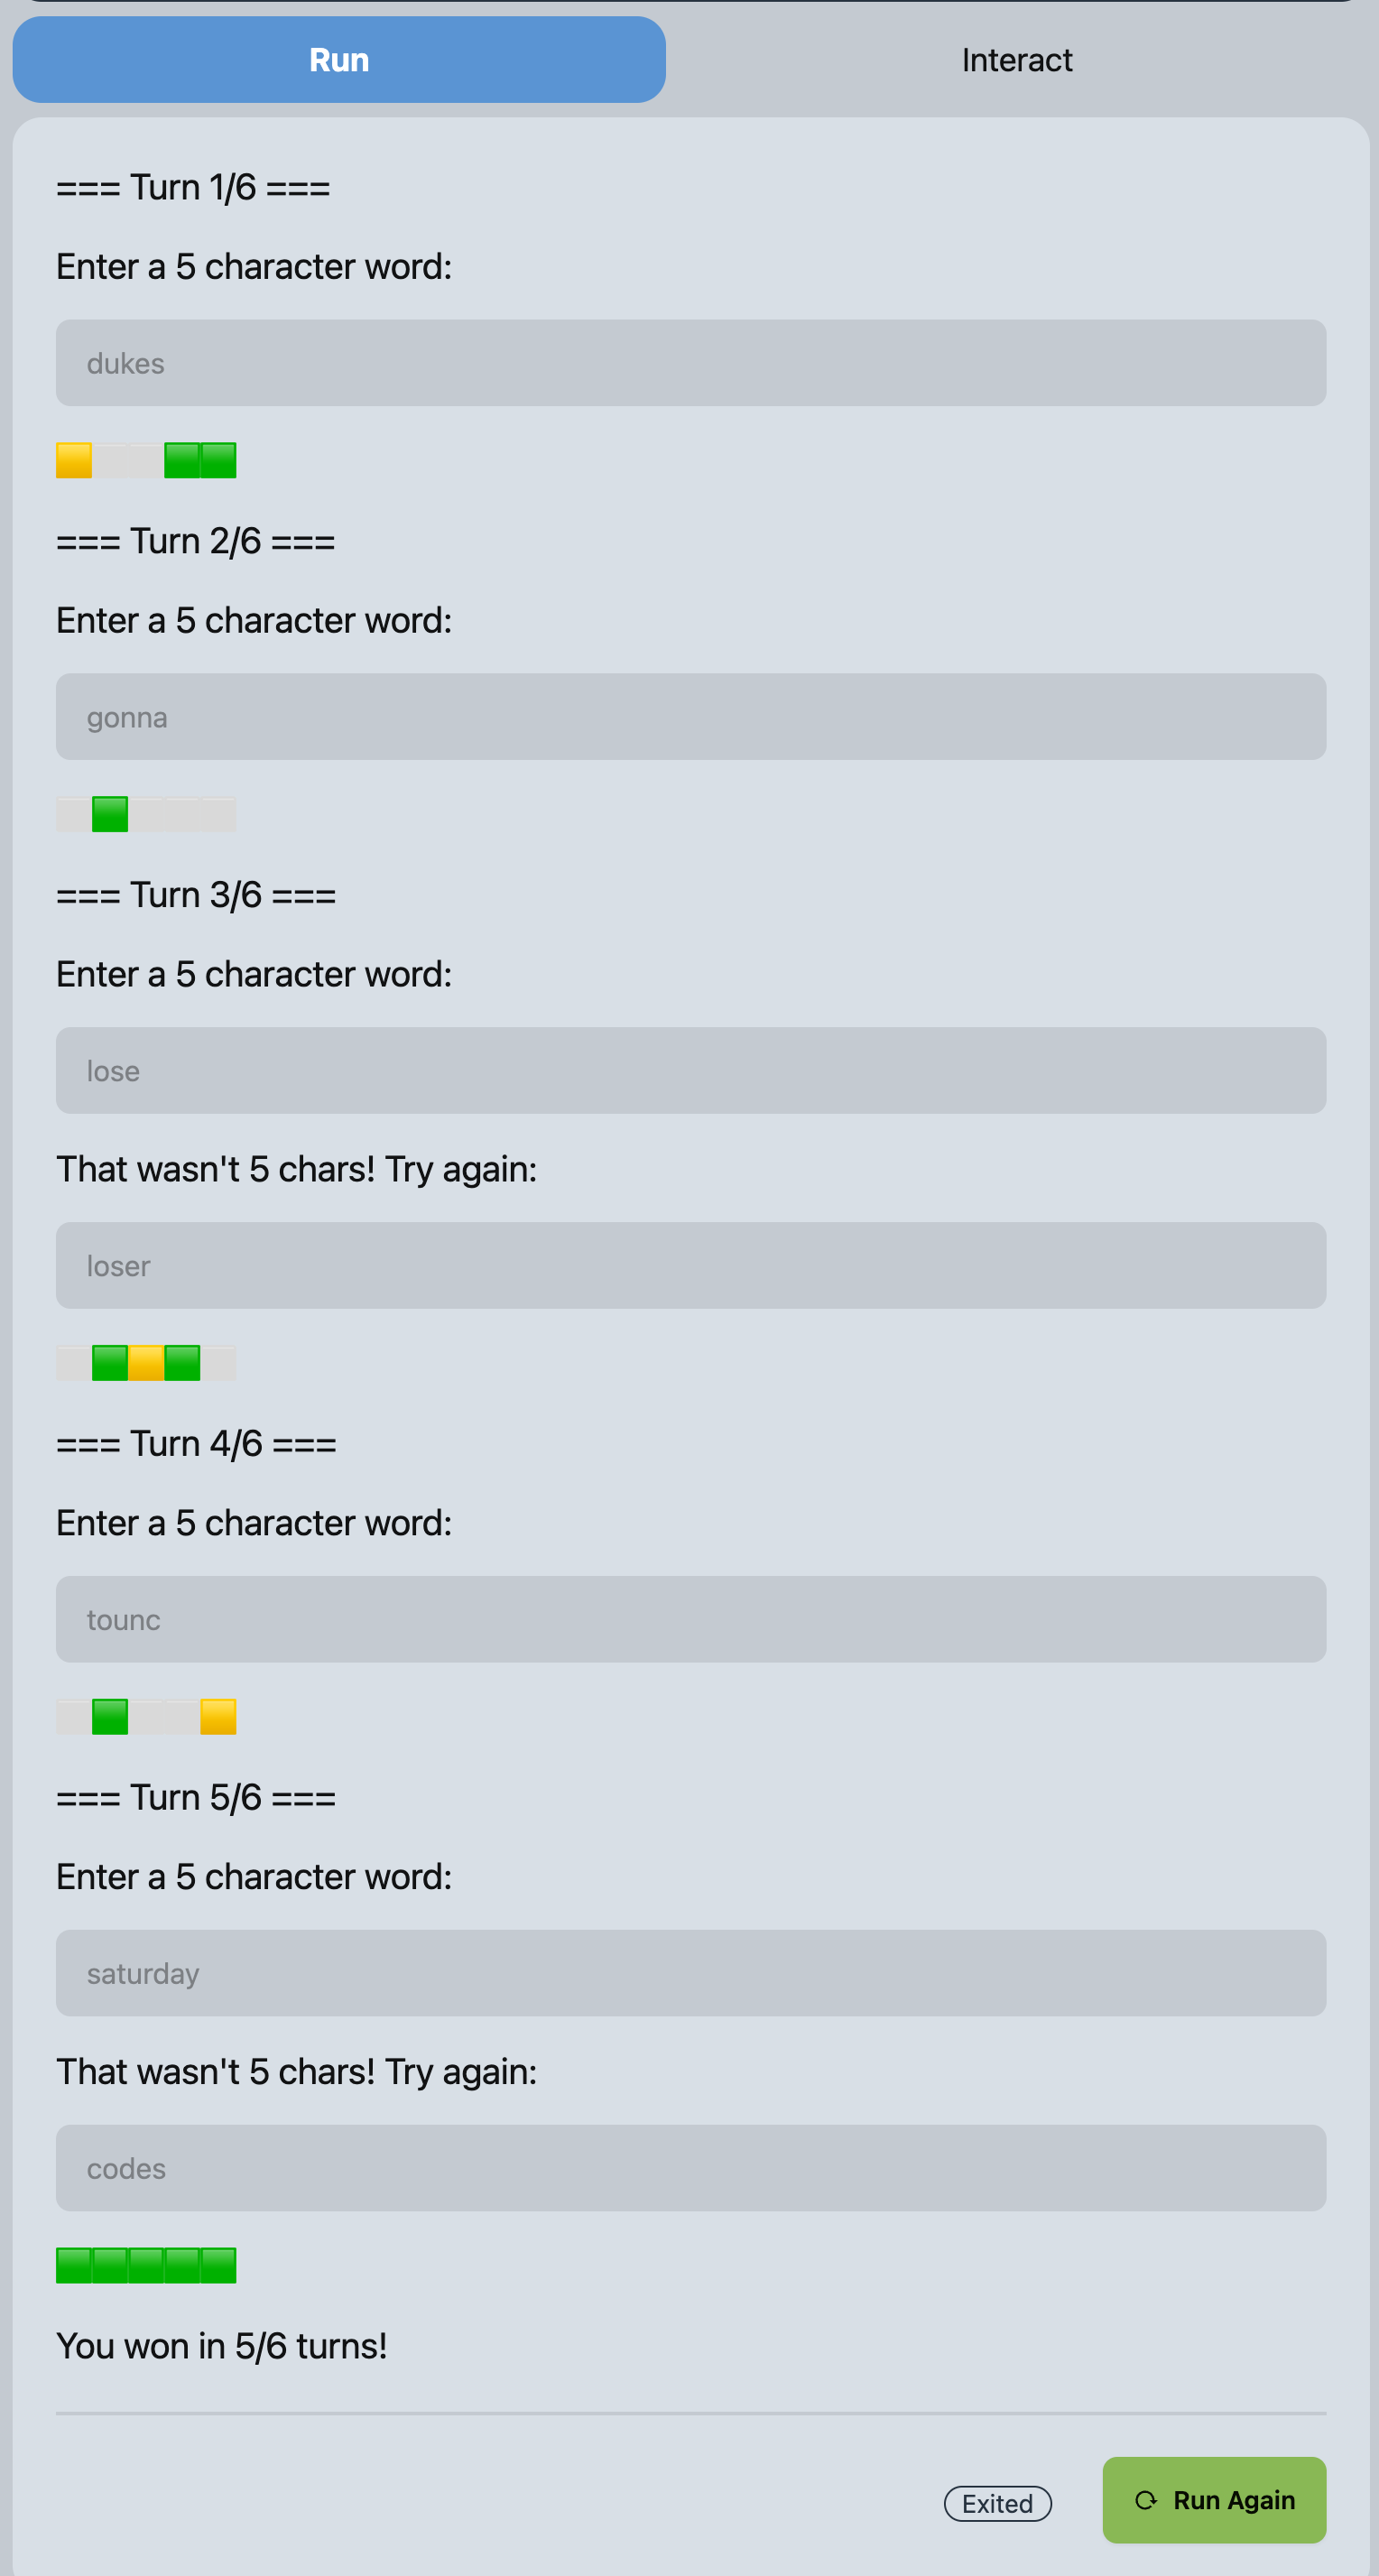 Run
Interact
=== Turn 1/6 ===
Enter a 5 character word:
dukes
=== Turn 2/6 ===
Enter a 5 character word:
gonna
=== Turn 3/6 ===
Enter a 5 character word:
lose
That wasn't 5 chars! Try again:
loser
=== Turn 4/6 ===
Enter a 5 character word:
tounc
=== Turn 5/6 ===
Enter a 5 character word:
saturday
That wasn't 5 chars! Try again:
codes
You won in 5/6 turns!
Exited
Run Again